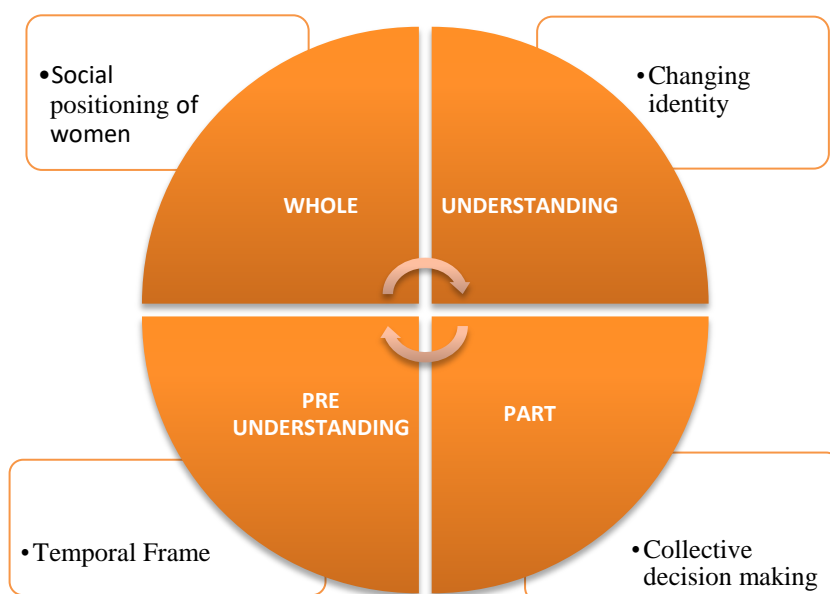 •Social
positioning of
women
•Changing
identity
WHOLE
UNDERSTANDING
PRE
UNDERSTANDING
PART
•Temporal Frame
•Collective
decision making